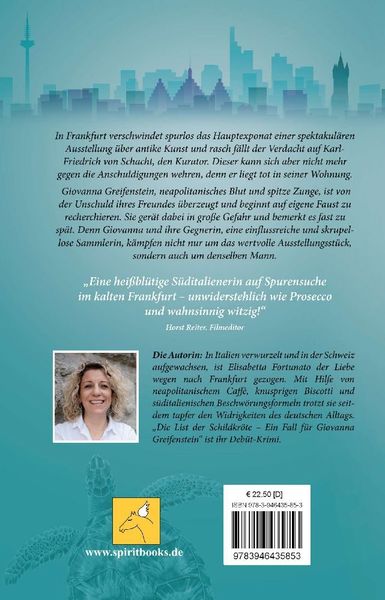 In Frankfurt verschwindet spurlos das Hauptexponat einer spektakulären
Ausstellung über antike Kunst und rasch fällt der Verdacht auf Karl-
Friedrich von Schacht, den Kurator. Dieser kann sich aber nicht mehr
gegen die Anschuldigungen wehren, denn er liegt tot in seiner Wohnung.
Giovanna Greifenstein, neapolitanisches Blut und spitze Zunge, ist von
der Unschuld ihres Freundes überzeugt und beginnt auf eigene Faust zu
recherchieren. Sie gerät dabei in große Gefahr und bemerkt es fast zu
spät. Denn Giovanna und ihre Gegnerin, eine einflussreiche und skrupel-
lose Sammlerin, kämpfen nicht nur um das wertvolle Ausstellungsstück,
sondern auch um denselben Mann.
„Eine heißblütige Süditalienerin auf Spurensuche
im kalten Frankfurt – unwiderstehlich wie Prosecco
und wahnsinnig witzig!"
Horst Reiter, Filmeditor
Die Autorin: In Italien verwurzelt und in der Schweiz
aufgewachsen, ist Elisabetta Fortunato der Liebe
wegen nach Frankfurt gezogen. Mit Hilfe von
neapolitanischem Caffè, knusprigen Biscotti und
süditalienischen Beschwörungsformeln trotzt sie seit-
dem tapfer den Widrigkeiten des deutschen Alltags.
„Die List der Schildkröte – Ein Fall für Giovanna
Greifenstein" ist ihr Debüt-Krimi.
www.spiritbooks.de
€ 22,50 [D]
ISBN 978-3-946435-85-3
9783946435853